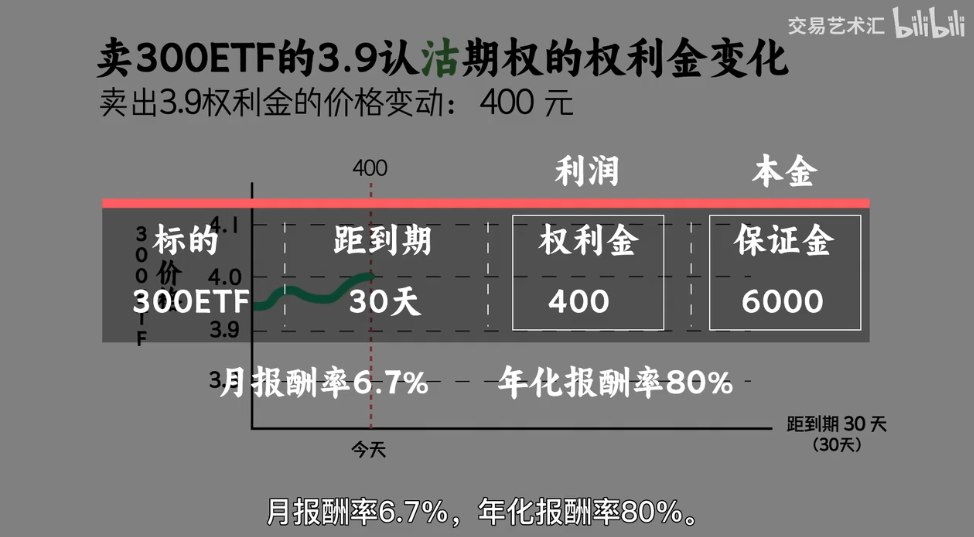 交易艺术汇 bilibili
卖300ETF的3.9认沽期权的权利金变化
卖出3.9权利金的价格变动： 400 元
400
利润 本金
标的 距到期 权利金 保证金
300ETF 30天 400 6000
4.1
4.0
3.9
月报酬率6.7% 年化报酬率80%
距到期 30 天
(30天)
今天
月报酬率6.7%，年化报酬率80%。